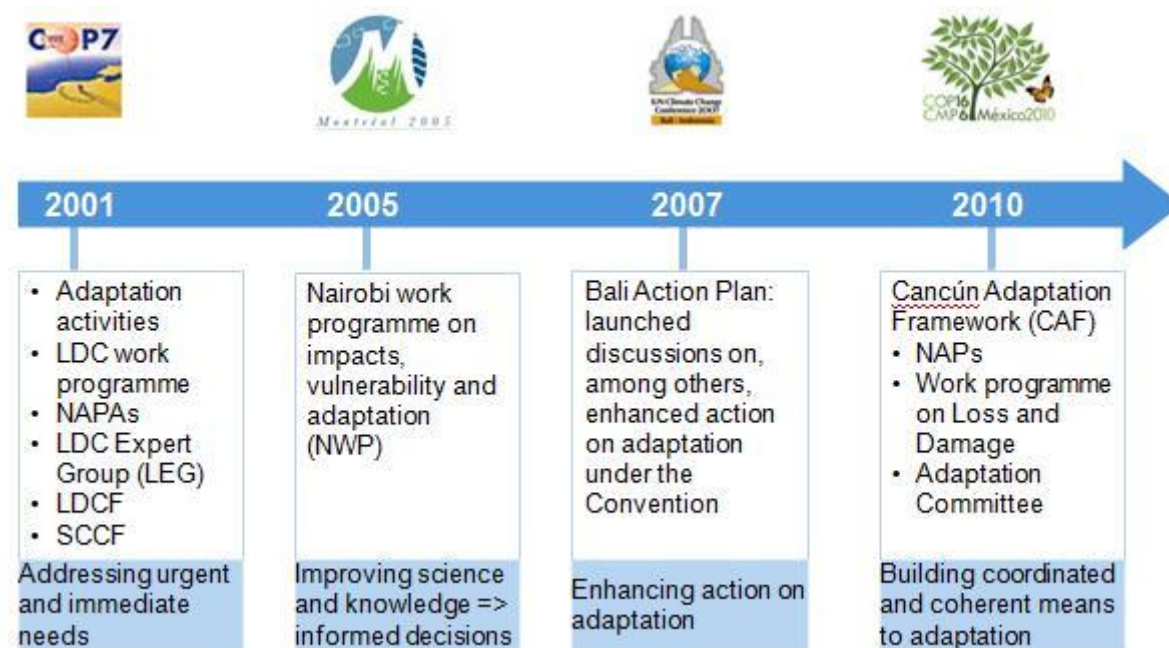 COP7
Montréal 2005
UN Climate Change
Conference 2007
Bali - Indonesia
COP16
CMP6 México2010
2001
2005
2007
2010
• Adaptation
activities
• LDC work
programme
• NAPAs
• LDC Expert
Group (LEG)
• LDCF
• SCCF
Addressing urgent
and immediate
needs
Nairobi work
programme on
impacts,
vulnerability and
adaptation
(NWP)
Improving science
and knowledge =>
informed decisions
Bali Action Plan:
launched
discussions on,
among others,
enhanced action
on adaptation
under the
Convention
Enhancing action on
adaptation
Cancún Adaptation
Framework (CAF)
• NAPs
• Work programme
on Loss and
Damage
• Adaptation
Committee
Building coordinated
and coherent means
to adaptation